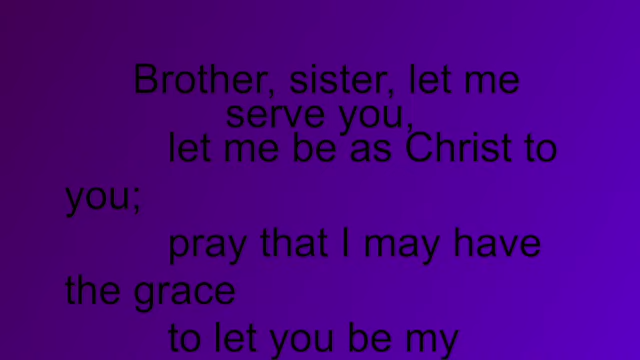 Brother, sister, let me
serve you,
let me be as Christ to
you;
pray that I may have
the grace
to let you be my